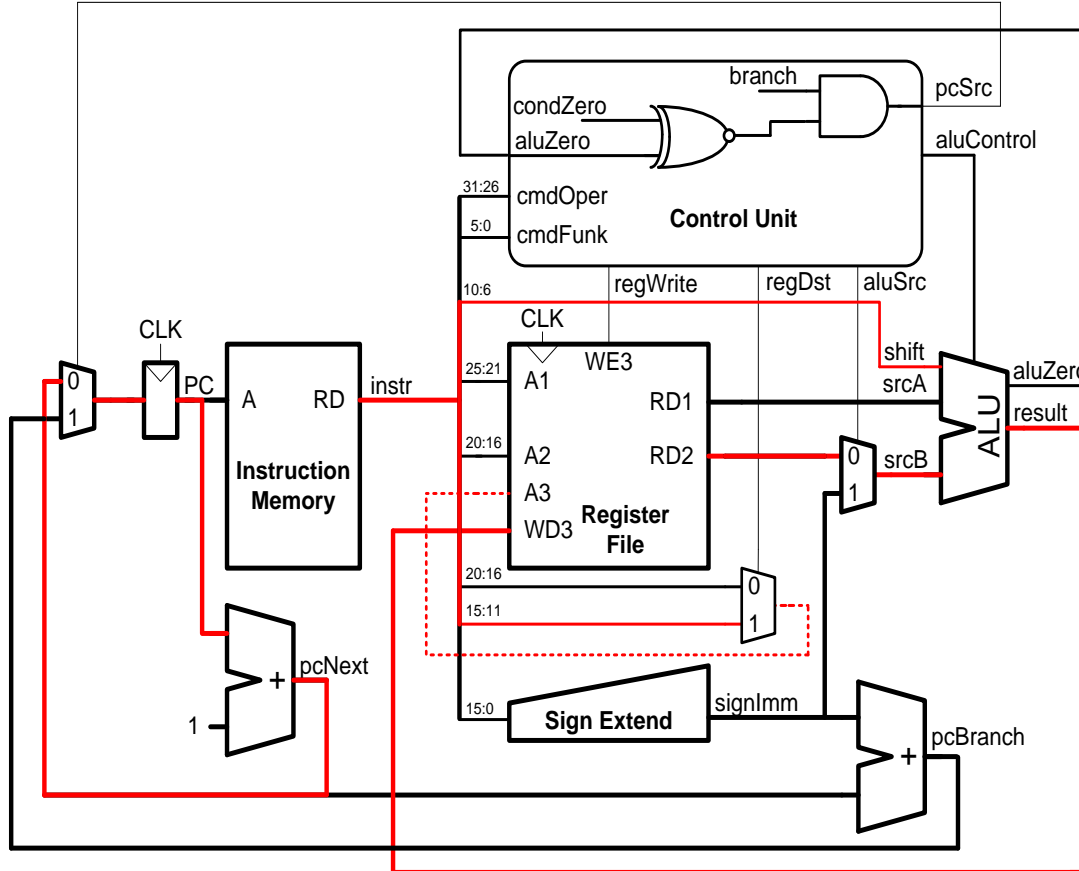 branch
pcSrc
condZero
aluZero
aluControl
31:26
cmdOper
Control Unit
5:0
cmdFunk
regWrite
regDst
aluSrc
10:6
CLK
CLK
WE3
shift
0
PC
A
RD
instr
25:21
A1
RD1
srcA
aluZero
1
ALU
result
Instruction
Memory
20:16
A2
RD2
0
srcB
A3
1
WD3
Register
File
20:16
0
15:11
1
pcNext
+
1
15:0
Sign Extend
signImm
pcBranch
+